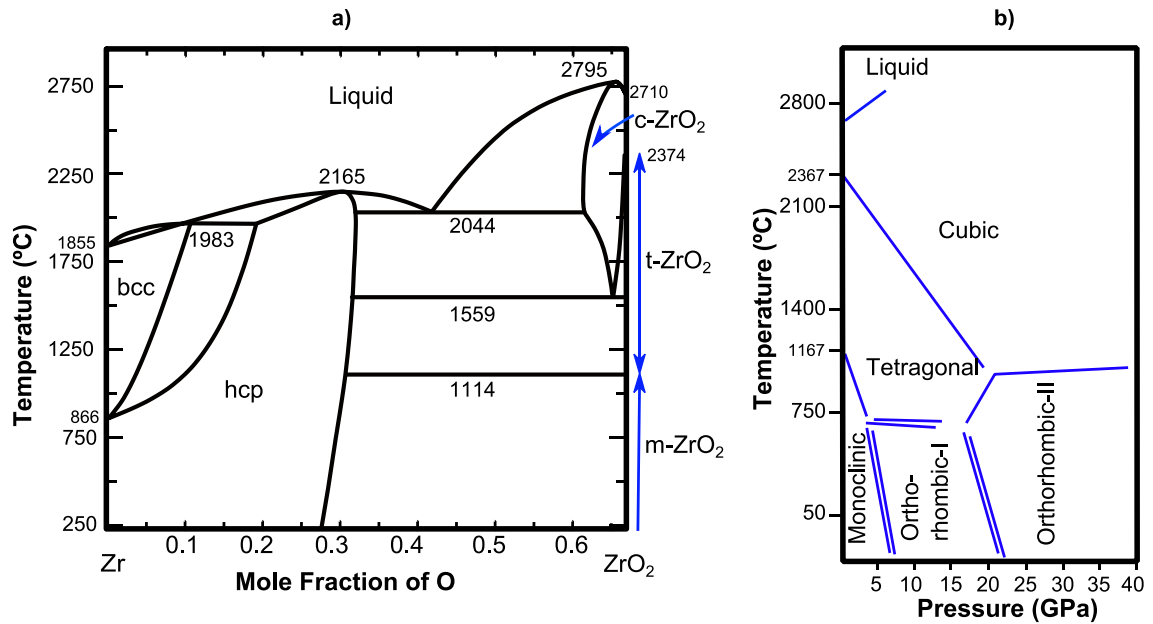 a)
2750
2250
1855
1750
1250
866
750
250
Temperature (ºC)
Liquid
2795
2710
c-ZrO₂
2374
2165
1983
2044
bcc
t-ZrO₂
1559
hcp
1114
m-ZrO₂
Zr
0.1
0.2
0.3
0.4
0.5
0.6
ZrO₂
Mole Fraction of O
b)
2800
2367
2100
1400
1167
750
50
Temperature (ºC)
Liquid
Cubic
Tetragonal
Monoclinic
Ortho-
rhombic-I
Orthorhombic-II
5
10
15
20
25
30
35
40
Pressure (GPa)